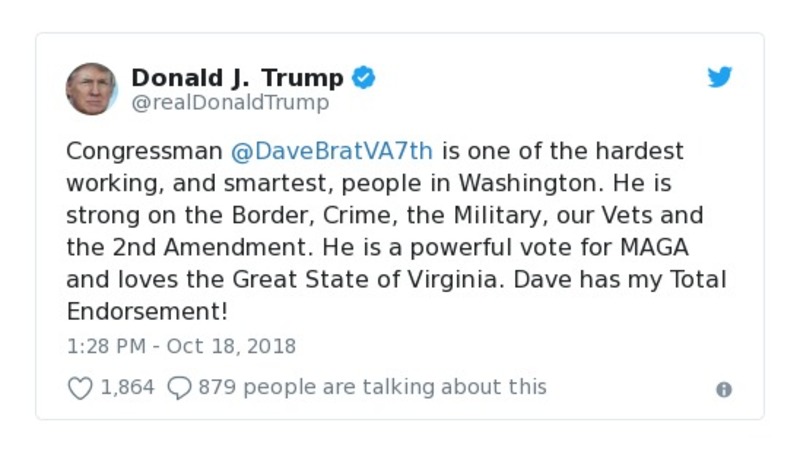 Donald J. Trump
@realDonaldTrump
Congressman @DaveBratVA7th is one of the hardest
working, and smartest, people in Washington. He is
strong on the Border, Crime, the Military, our Vets and
the 2nd Amendment. He is a powerful vote for MAGA
and loves the Great State of Virginia. Dave has my Total
Endorsement!
1:28 PM - Oct 18, 2018
1,864 879 people are talking about this